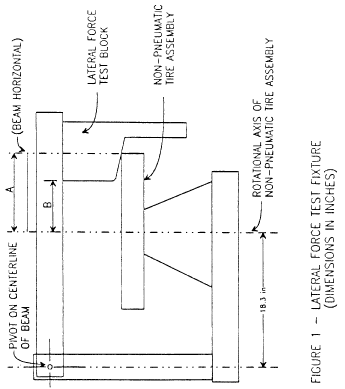 PIVOT ON CENTERLINE
OF BEAM
A
B
(BEAM HORIZONTAL)
LATERAL FORCE
TEST BLOCK
NON-PNEUMATIC
TIRE ASSEMBLY
ROTATIONAL AXIS OF
NON-PNEUMATIC TIRE ASSEMBLY
18.3 in
FIGURE 1 - LATERAL FORCE TEST FIXTURE
(DIMENSIONS IN INCHES)